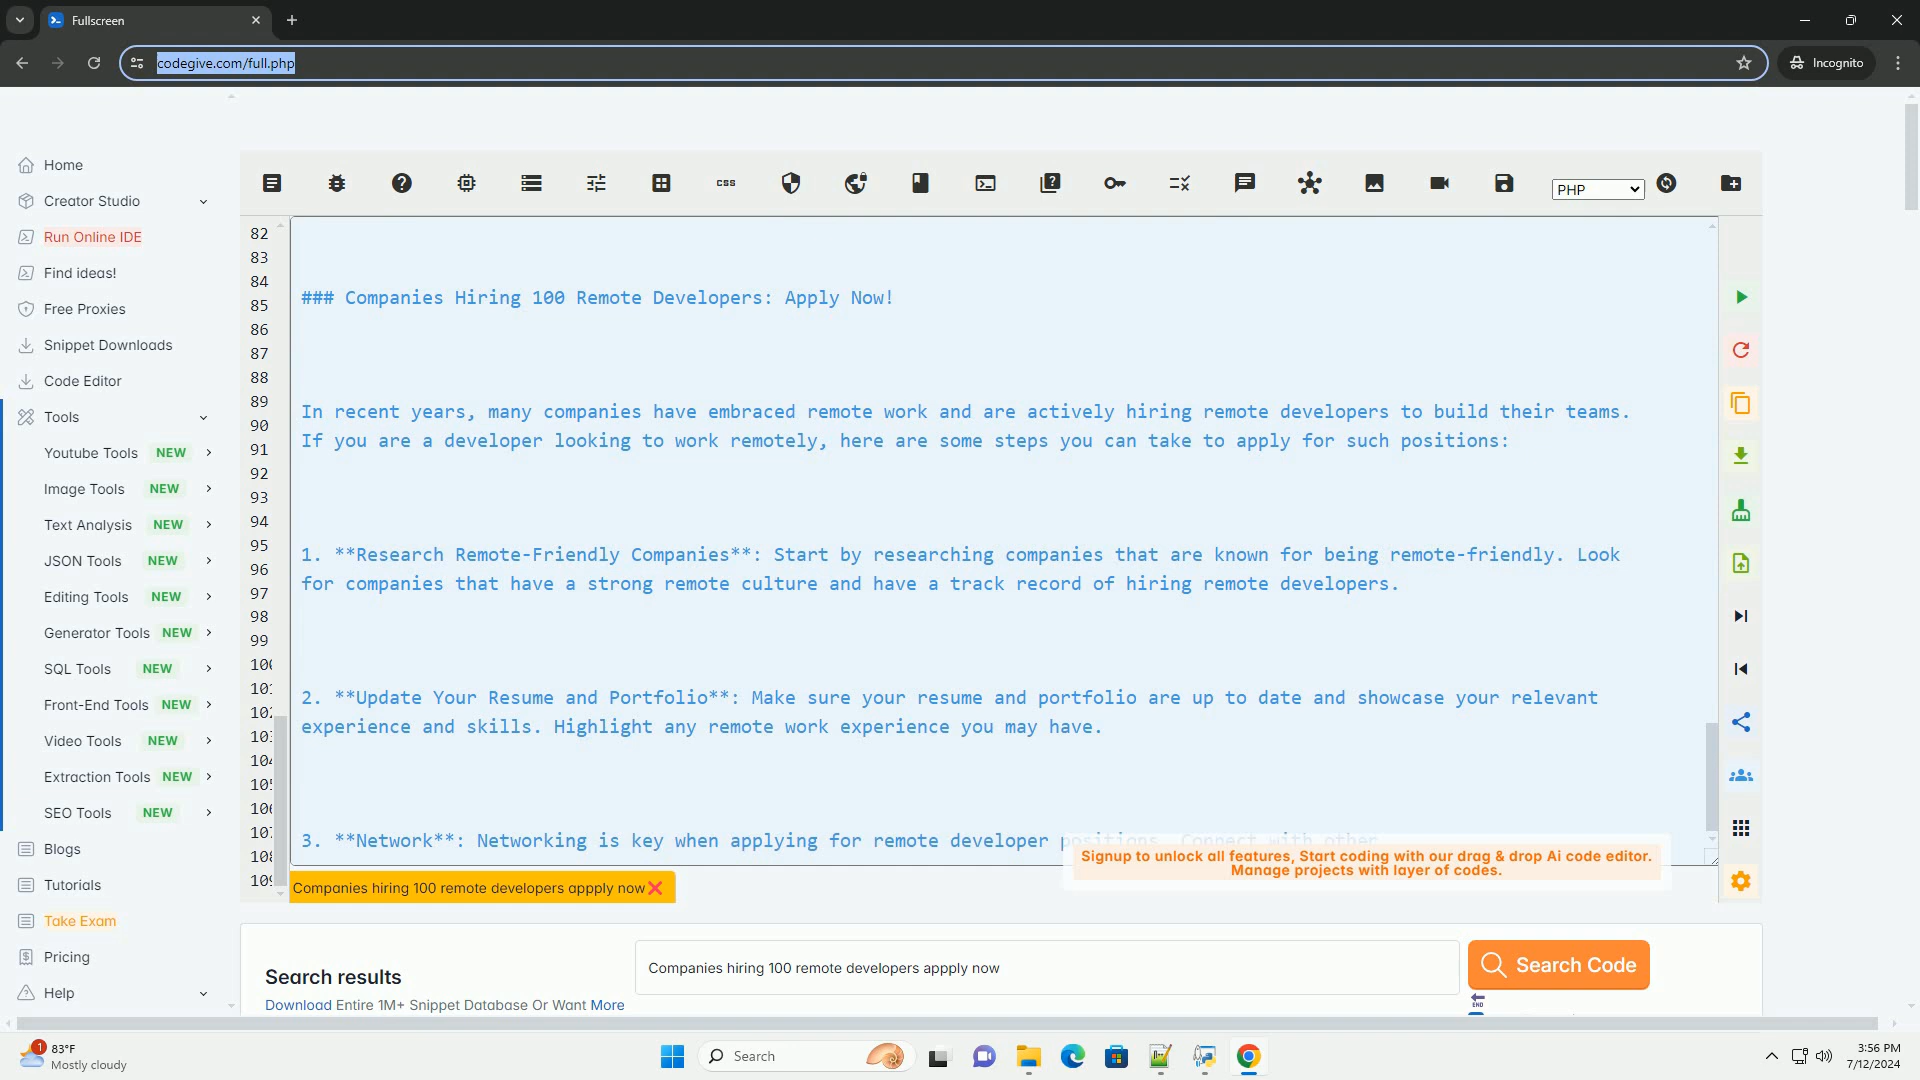 Fullscreen
codegive.com/full.php
Incognito
Home
Creator Studio
Run Online IDE
Find ideas!
Free Proxies
Snippet Downloads
Code Editor
Tools
Youtube Tools NEW
Image Tools NEW
Text Analysis NEW
JSON Tools NEW
Editing Tools NEW
Generator Tools NEW
SQL Tools NEW
Front-End Tools NEW
Video Tools NEW
Extraction Tools NEW
SEO Tools NEW
Blogs
Tutorials
Take Exam
Pricing
Help
css
PHP
82
83
84
85
86
87
88
89
90
91
92
93
94
95
96
97
98
99
### Companies Hiring 100 Remote Developers: Apply Now!
In recent years, many companies have embraced remote work and are actively hiring remote developers to build their teams.
If you are a developer looking to work remotely, here are some steps you can take to apply for such positions:
1. **Research Remote-Friendly Companies**: Start by researching companies that are known for being remote-friendly. Look
for companies that have a strong remote culture and have a track record of hiring remote developers.
2. **Update Your Resume and Portfolio**: Make sure your resume and portfolio are up to date and showcase your relevant
experience and skills. Highlight any remote work experience you may have.
3. **Network**: Networking is key when applying for remote developer positions. Connect with other
Signup to unlock all features, Start coding with our drag & drop Ai code editor.
Manage projects with layer of codes.
Companies hiring 100 remote developers appply now
Search results
Companies hiring 100 remote developers appply now
Search Code
END
Download Entire 1M+ Snippet Database Or Want More
1
83°F
Mostly cloudy
Search
3:56 PM
7/12/2024